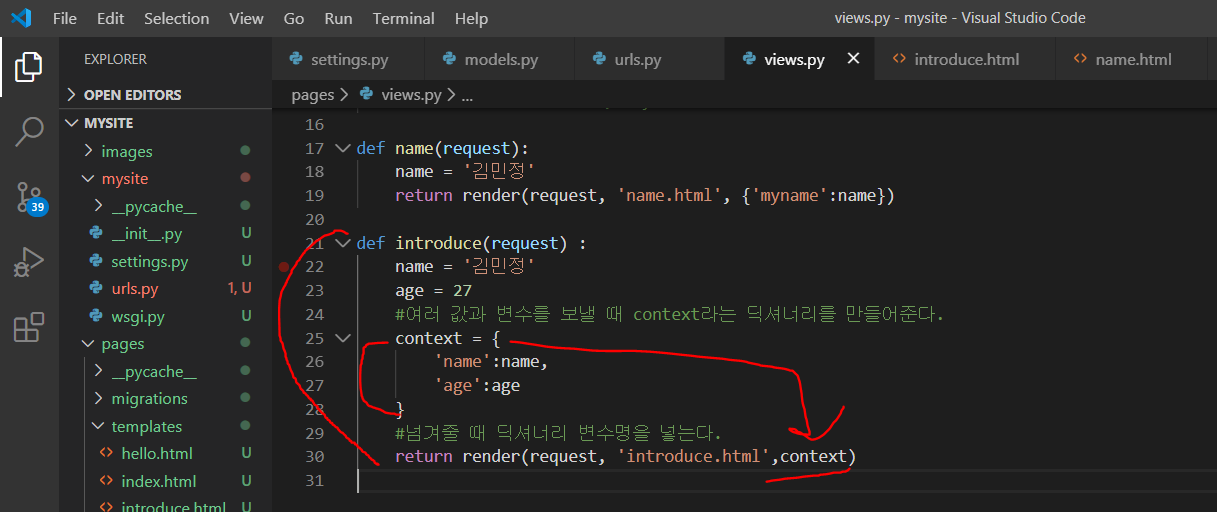 File Edit Selection View Go Run Terminal Help views.py - mysite - Visual Studio Code
EXPLORER
settings.py models.py urls.py views.py introduce.html name.html
OPEN EDITORS
pages > views.py > ...
MYSITE
images
mysite
__pycache__
__init__.py U
settings.py U
urls.py 1, U
wsgi.py U
pages
__pycache__
migrations
templates
hello.html U
index.html U
introduce.html U
39
16
17 def name(request):
18 name = '김민정'
19 return render(request, 'name.html', {'myname':name})
20
21 def introduce(request) :
22 name = '김민정'
23 age = 27
24 #여러 값과 변수를 보낼 때 context라는 딕셔너리를 만들어준다.
25 context = {
26 'name':name,
27 'age':age
28 }
29 #넘겨줄 때 딕셔너리 변수명을 넣는다.
30 return render(request, 'introduce.html',context)
31